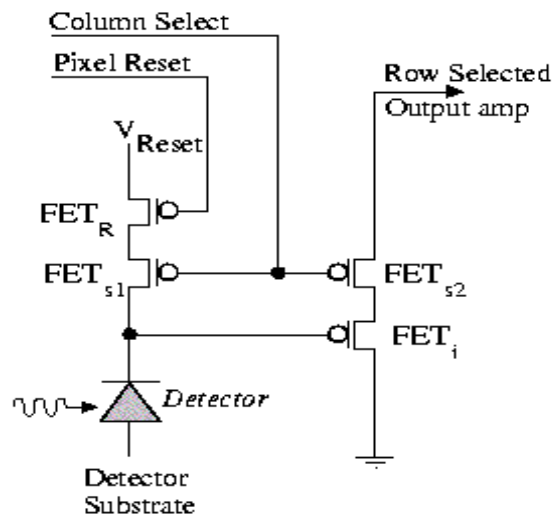 Column Select
Pixel Reset
Row Selected
Output amp
V Reset
FET R
FET s1
FET s2
FET i
Detector
Detector
Substrate